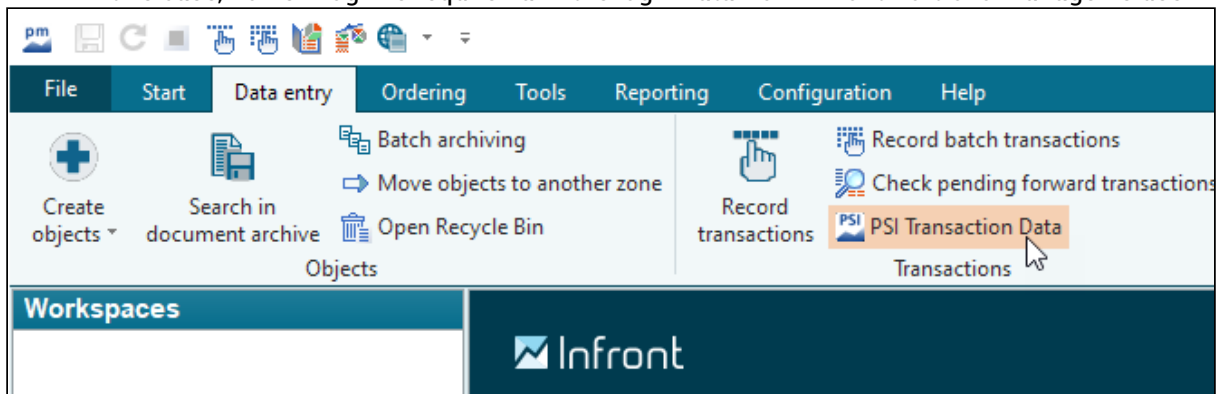 pm
File Start Data entry Ordering Tools Reporting Configuration Help
Create objects
Search in document archive
Batch archiving
Move objects to another zone
Open Recycle Bin
Objects
Record transactions
Record batch transactions
Check pending forward transactions
PSI PSI Transaction Data
Transactions
Workspaces
Infront